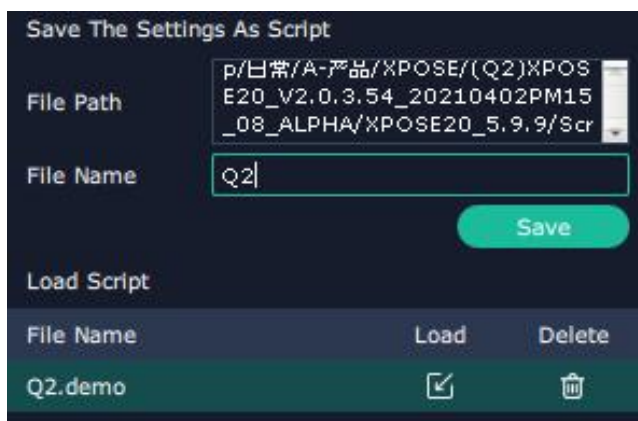 Save The Settings As Script
File Path
p/日常/A-产品/XPOSE/(Q2)XPOS
E20_V2.0.3.54_20210402PM15
_08_ALPHA/XPOSE20_5.9.9/Scr
File Name
Q2
Save
Load Script
File Name Load Delete
Q2.demo